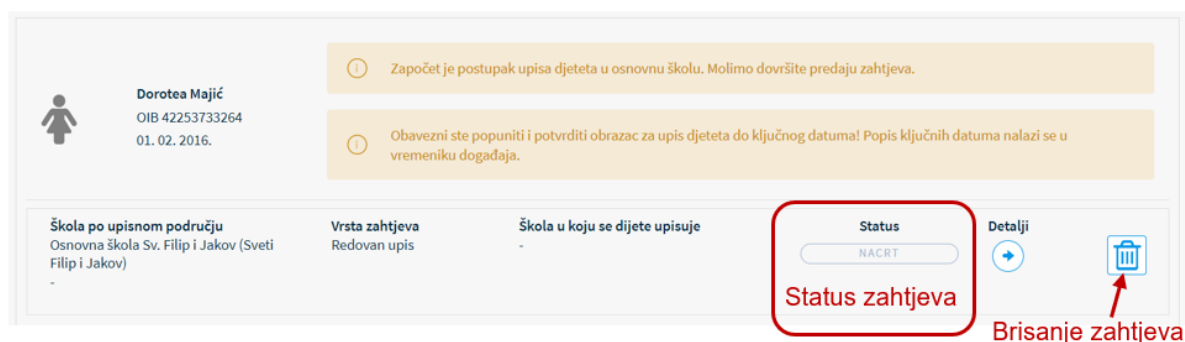 Dorotea Majić
OIB 42253733264
01. 02. 2016.
Započet je postupak upisa djeteta u osnovnu školu. Molimo dovršite predaju zahtjeva.
Obavezni ste popuniti i potvrditi obrazac za upis djeteta do ključnog datuma! Popis ključnih datuma nalazi se u
vremeniku događaja.
Škola po upisnom području
Osnovna škola Sv. Filip i Jakov (Sveti
Filip i Jakov)
-
Vrsta zahtjeva
Redovan upis
Škola u koju se dijete upisuje
-
Status
NACRT
Status zahtjeva
Detalji
Brisanje zahtjeva